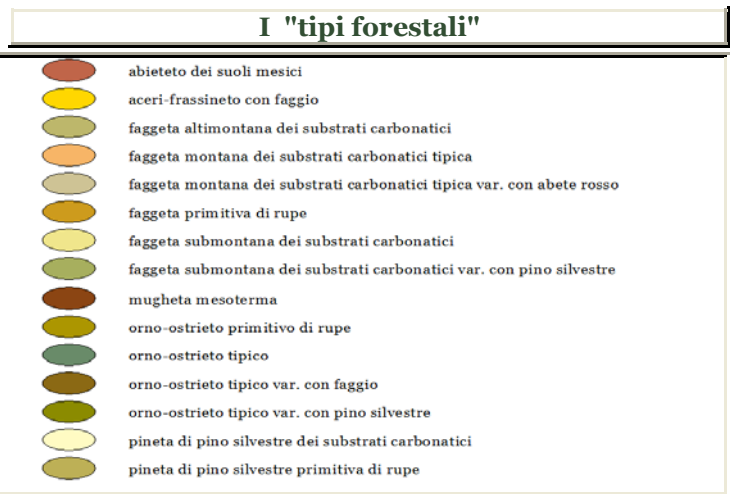 I "tipi forestali"
abieteto dei suoli mesici
aceri-frassineto con faggio
faggeta altimontana dei substrati carbonatici
faggeta montana dei substrati carbonatici tipica
faggeta montana dei substrati carbonatici tipica var. con abete rosso
faggeta primitiva di rupe
faggeta submontana dei substrati carbonatici
faggeta submontana dei substrati carbonatici var. con pino silvestre
mugheta mesoterma
orno-ostrieto primitivo di rupe
orno-ostrieto tipico
orno-ostrieto tipico var. con faggio
orno-ostrieto tipico var. con pino silvestre
pineta di pino silvestre dei substrati carbonatici
pineta di pino silvestre primitiva di rupe